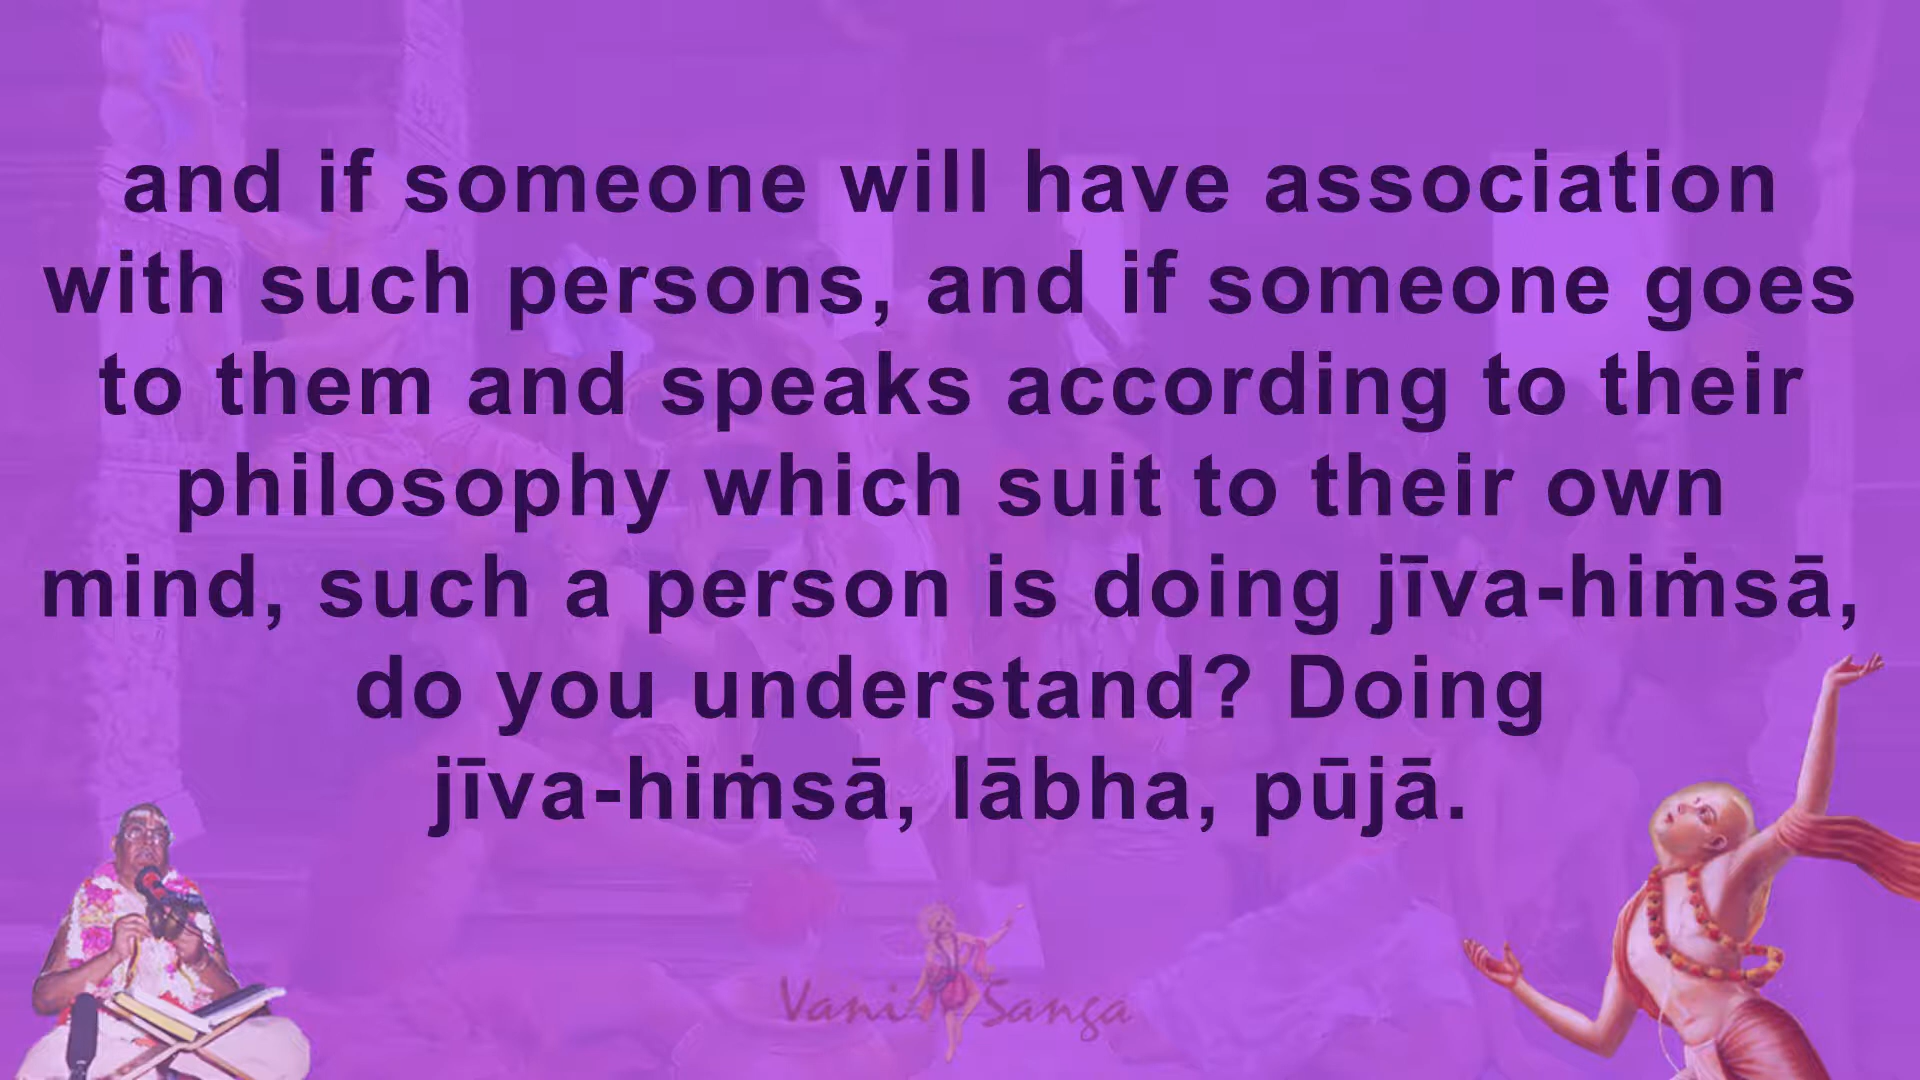 and if someone will have association
with such persons, and if someone goes
to them and speaks according to their
philosophy which suit to their own
mind, such a person is doing jīva-hiṁsā,
do you understand? Doing
jīva-hiṁsā, lābha, pūjā.
Vani Sanga